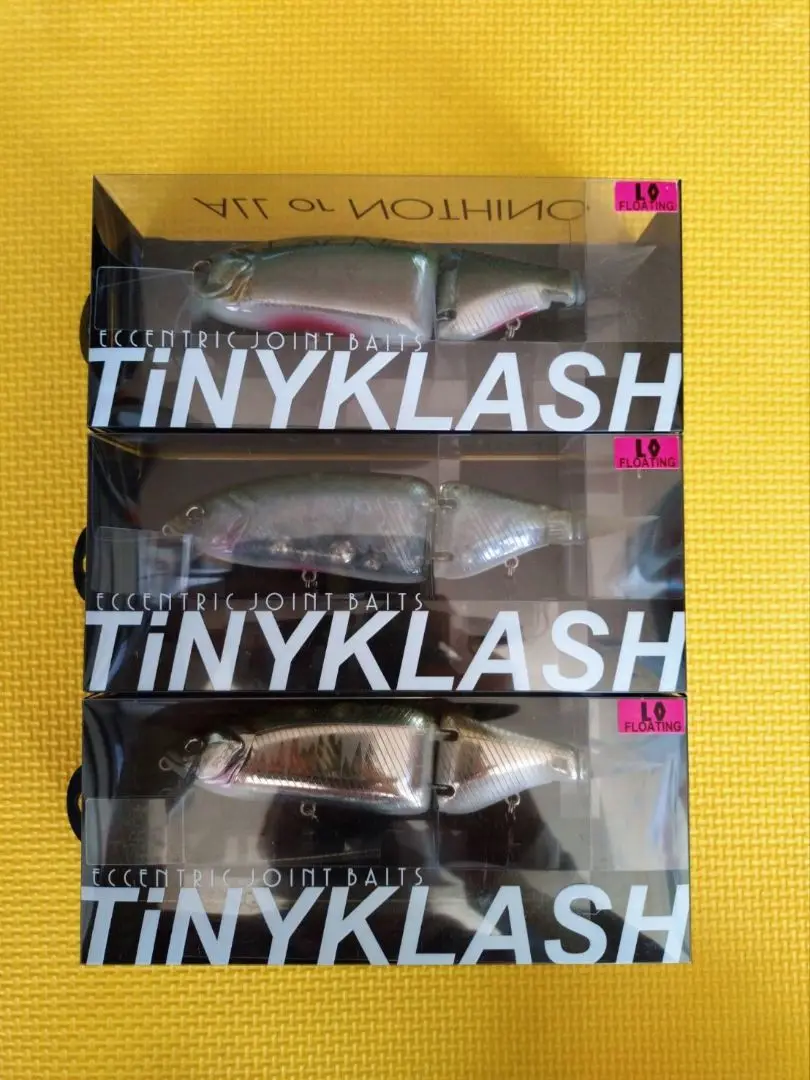 ALL or NOTHING
LO
FLOATING
ECCENTRIC JOINT BAITS
TiNYKLASH
LO
FLOATING
ECCENTRIC JOINT BAITS
TiNYKLASH
LO
FLOATING
ECCENTRIC JOINT BAITS
TiNYKLASH